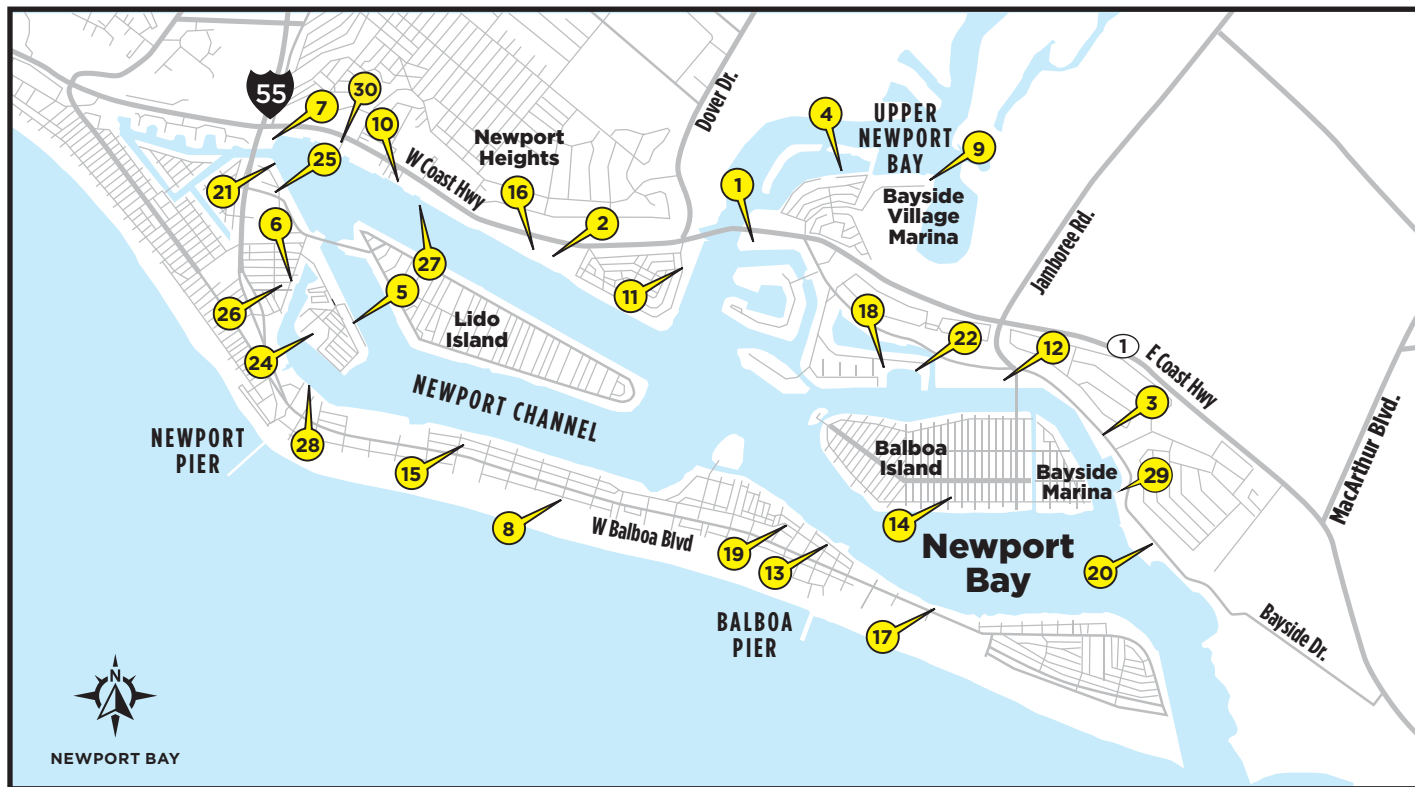 55
7
30
10
Newport
Heights
W Coast Hwy
Dover Dr.
4
UPPER
NEWPORT
BAY
9
Bayside
Village
Marina
25
21
16
2
1
6
27
11
Jamboree Rd.
5
26
24
Lido
Island
18
22
12
1
E Coast Hwy
3
MacArthur Blvd.
NEWPORT CHANNEL
NEWPORT
PIER
28
15
Balboa
Island
Bayside
Marina
29
8
W Balboa Blvd
14
19
13
Newport
Bay
20
BALBOA
PIER
17
Bayside Dr.
N
NEWPORT BAY